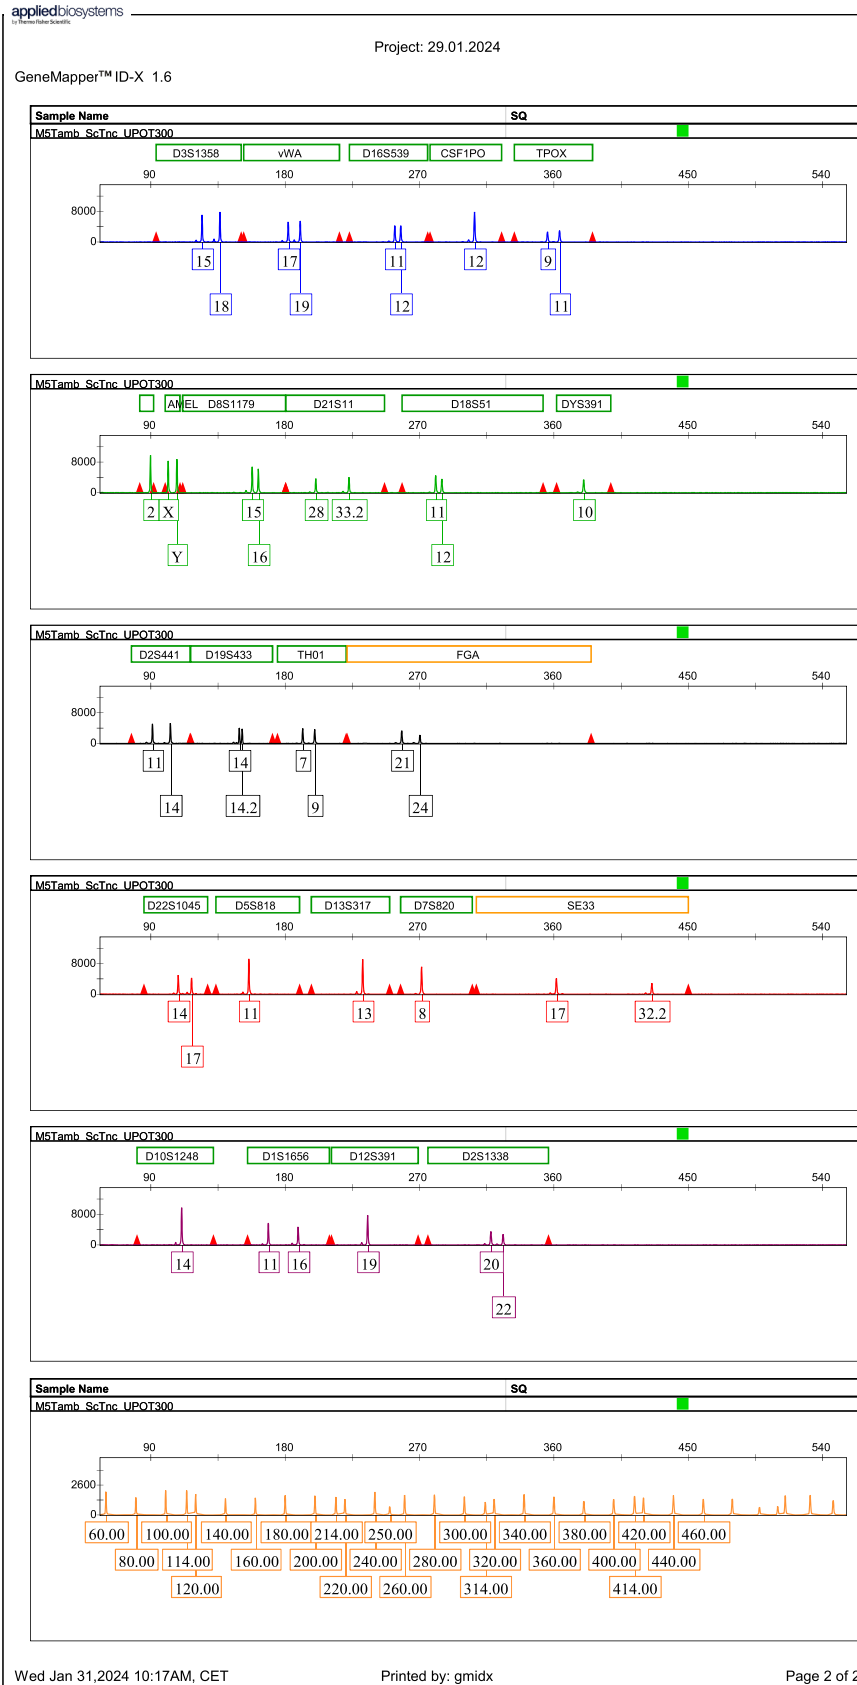 appliedbiosystems
by Thermo Fisher Scientific
Project: 29.01.2024
GeneMapper™ ID-X 1.6
Sample Name SQ
M5Tamb_ScTnc_UPOT300
D3S1358 vWA D16S539 CSF1PO TPOX
90 180 270 360 450 540
8000
0
15 17 11 12 9
18 19 12 11
M5Tamb_ScTnc_UPOT300
AMEL D8S1179 D21S11 D18S51 DYS391
90 180 270 360 450 540
8000
0
2 X 15 28 33.2 11 10
Y 16 12
M5Tamb_ScTnc_UPOT300
D2S441 D19S433 TH01 FGA
90 180 270 360 450 540
8000
0
11 14 7 21
14 14.2 9 24
M5Tamb_ScTnc_UPOT300
D22S1045 D5S818 D13S317 D7S820 SE33
90 180 270 360 450 540
8000
0
14 11 13 8 17 32.2
17
M5Tamb_ScTnc_UPOT300
D10S1248 D1S1656 D12S391 D2S1338
90 180 270 360 450 540
8000
0
14 11 16 19 20
22
Sample Name SQ
M5Tamb_ScTnc_UPOT300
90 180 270 360 450 540
2600
0
60.00 100.00 140.00 180.00 214.00 250.00 300.00 340.00 380.00 420.00 460.00
80.00 114.00 160.00 200.00 240.00 280.00 320.00 360.00 400.00 440.00
120.00 220.00 260.00 314.00 414.00
Wed Jan 31,2024 10:17AM, CET Printed by: gmidx Page 2 of 2